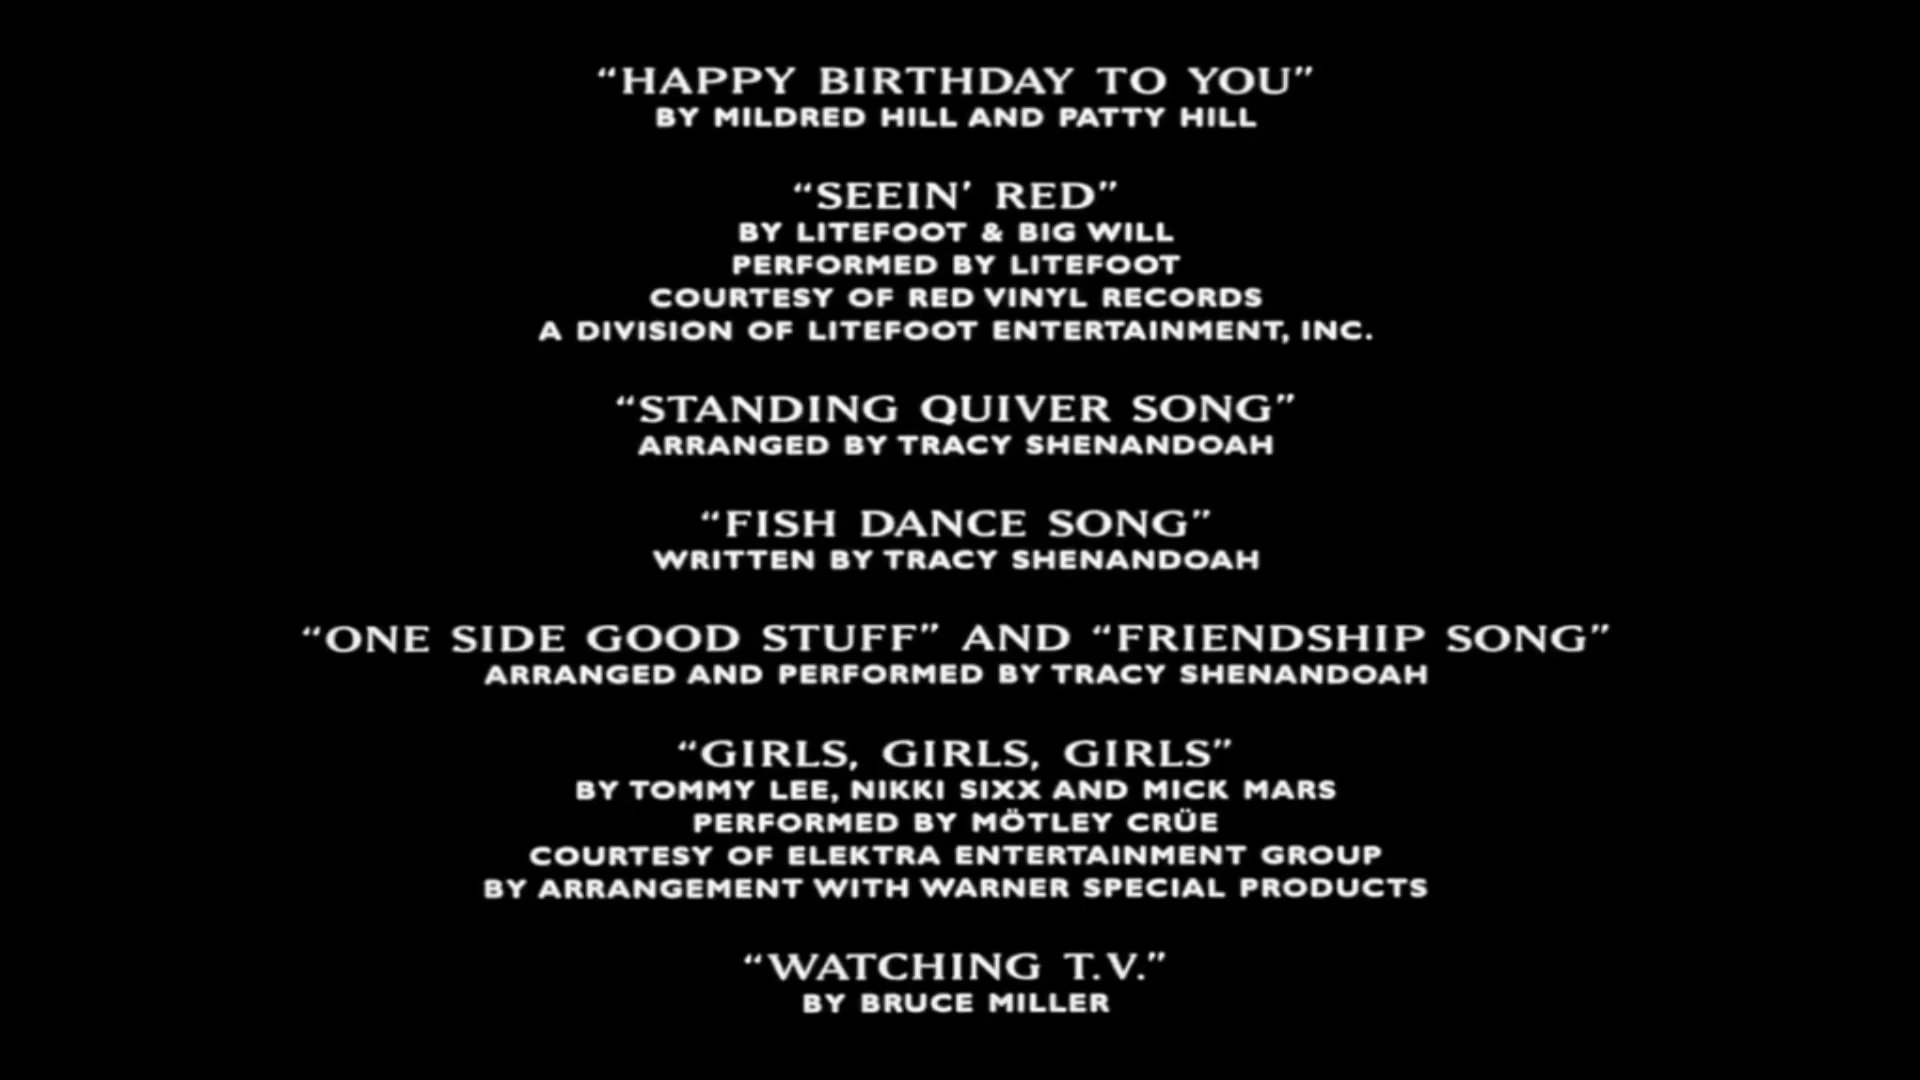 “HAPPY BIRTHDAY TO YOU”
BY MILDRED HILL AND PATTY HILL
“SEEIN’ RED”
BY LITEFOOT & BIG WILL
PERFORMED BY LITEFOOT
COURTESY OF RED VINYL RECORDS
A DIVISION OF LITEFOOT ENTERTAINMENT, INC.
“STANDING QUIVER SONG”
ARRANGED BY TRACY SHENANDOAH
“FISH DANCE SONG”
WRITTEN BY TRACY SHENANDOAH
“ONE SIDE GOOD STUFF” AND “FRIENDSHIP SONG”
ARRANGED AND PERFORMED BY TRACY SHENANDOAH
“GIRLS, GIRLS, GIRLS”
BY TOMMY LEE, NIKKI SIXX AND MICK MARS
PERFORMED BY MÖTLEY CRÜE
COURTESY OF ELEKTRA ENTERTAINMENT GROUP
BY ARRANGEMENT WITH WARNER SPECIAL PRODUCTS
“WATCHING T.V.”
BY BRUCE MILLER